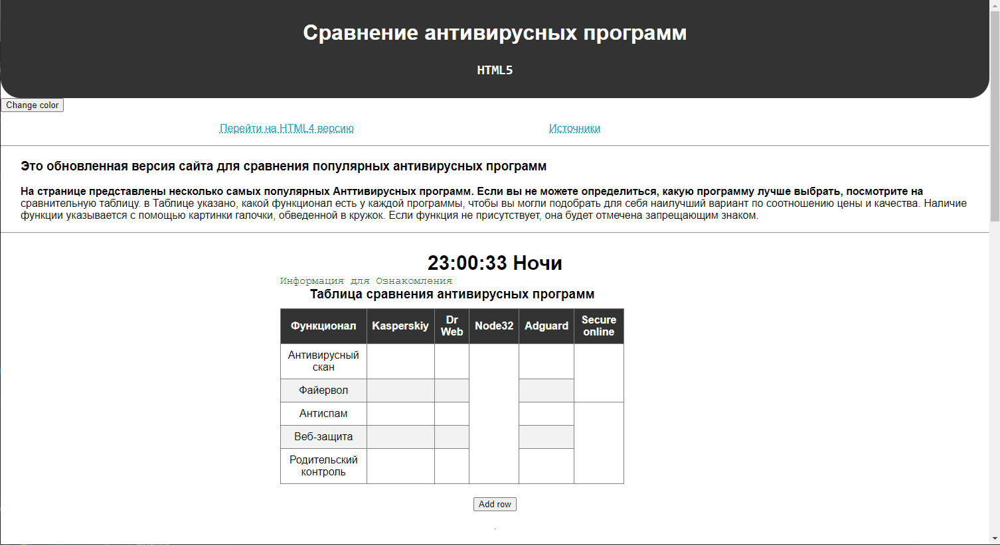 Сравнение антивирусных программ
HTML5
Change color
Перейти на HTML4 версию
Источники
Это обновленная версия сайта для сравнения популярных антивирусных программ
На странице представлены несколько самых популярных Анттивирусных программ. Если вы не можете определиться, какую программу лучше выбрать, посмотрите на
сравнительную таблицу. в Таблице указано, какой функционал есть у каждой программы, чтобы вы могли подобрать для себя наилучший вариант по соотношению цены и качества. Наличие
функции указывается с помощью картинки галочки, обведенной в кружок. Если функция не присутствует, она будет отмечена запрещающим знаком.
23:00:33 Ночи
Информация для Ознакомления
Таблица сравнения антивирусных программ
Функционал
Kasperskiy
Dr
Web
Node32
Adguard
Secure
online
Антивирусный
скан
Файервол
Антиспам
Веб-защита
Родительский
контроль
Add row
.